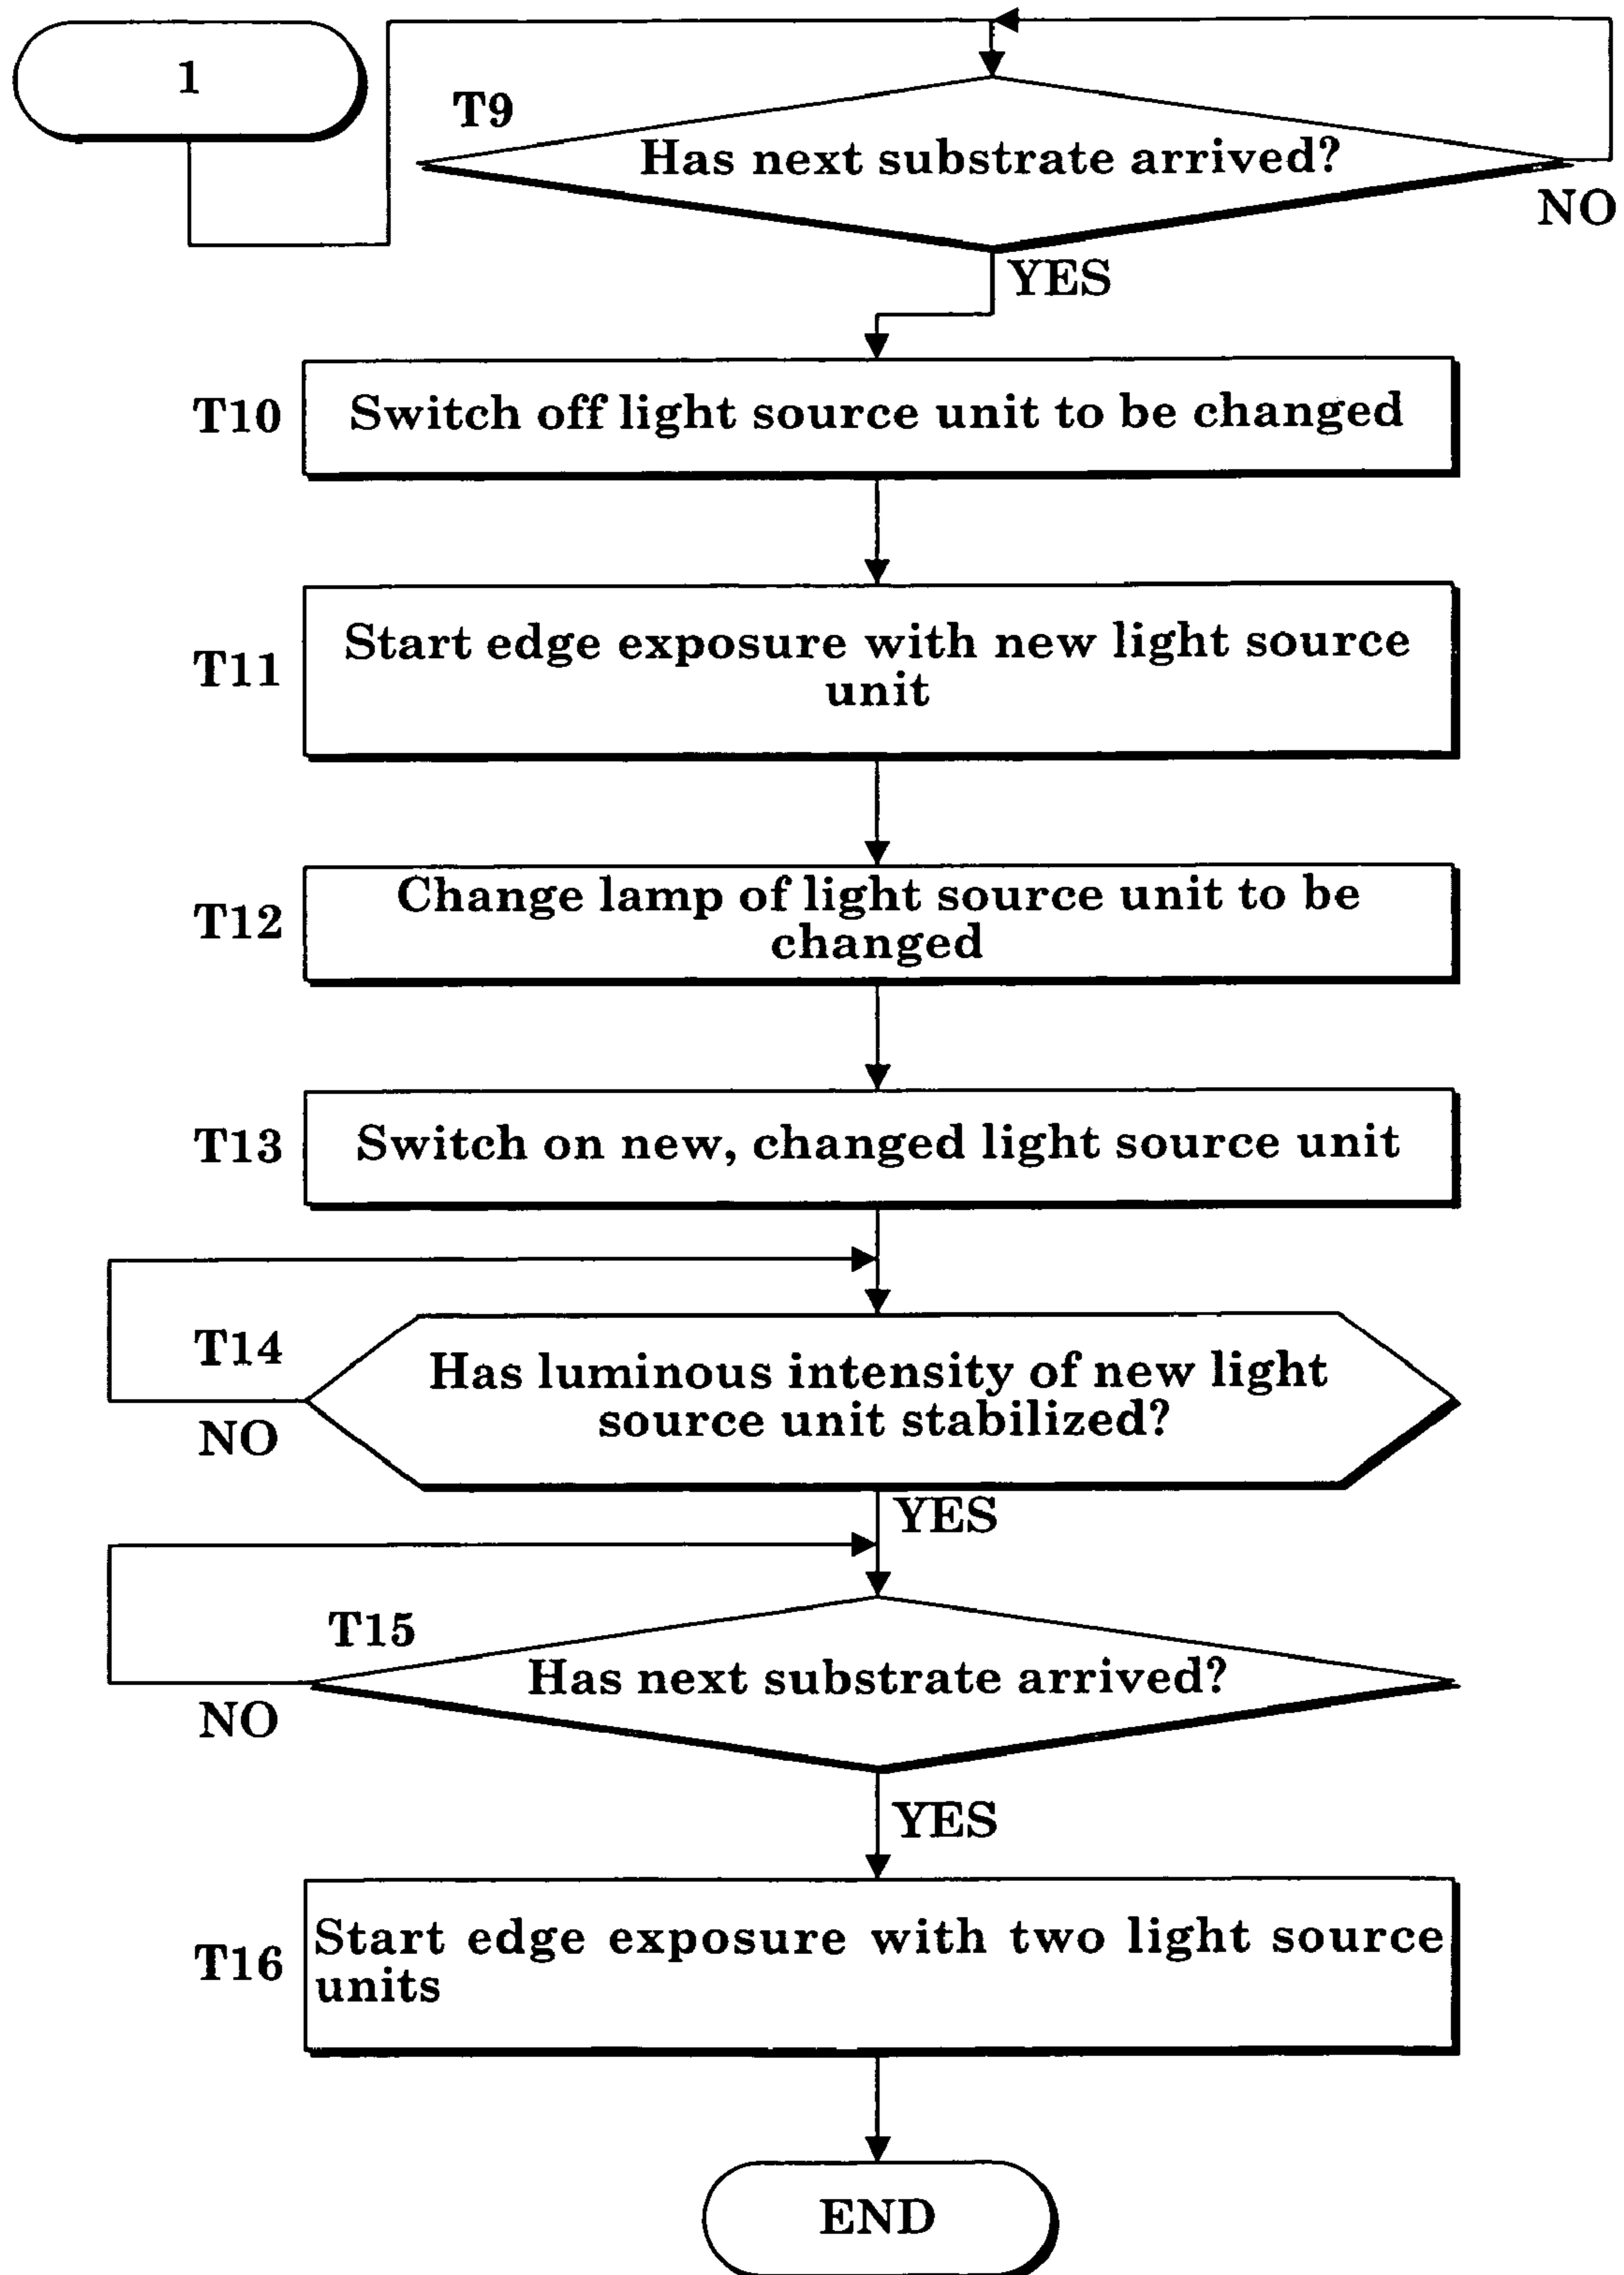 1
T9
Has next substrate arrived?
NO
YES
T10
Switch off light source unit to be changed
T11
Start edge exposure with new light source
unit
T12
Change lamp of light source unit to be
changed
T13
Switch on new, changed light source unit
T14
Has luminous intensity of new light
source unit stabilized?
NO
YES
T15
Has next substrate arrived?
NO
YES
T16
Start edge exposure with two light source
units
END